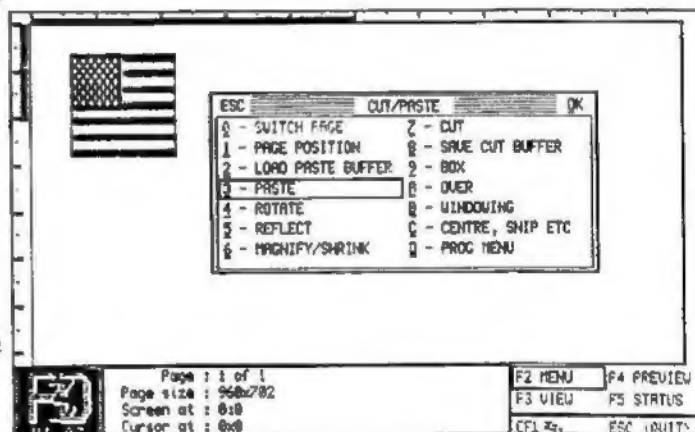 ESC CUT/PASTE OK
0 - SWITCH PAGE
1 - PAGE POSITION
2 - LOAD PASTE BUFFER
3 - PASTE
4 - ROTATE
5 - REFLECT
6 - MAGNIFY/SHRINK
7 - CUT
8 - SAVE CUT BUFFER
9 - BOX
A - OVER
B - WINDOWING
C - CENTRE, SNIP ETC
D - PROG MENU
Page : 1 of 1
Page size : 960x702
Screen at : 0:0
Cursor at : 0x0
F2 MENU F4 PREVIEW
F3 VIEW F5 STATUS
ESC (QUIT)